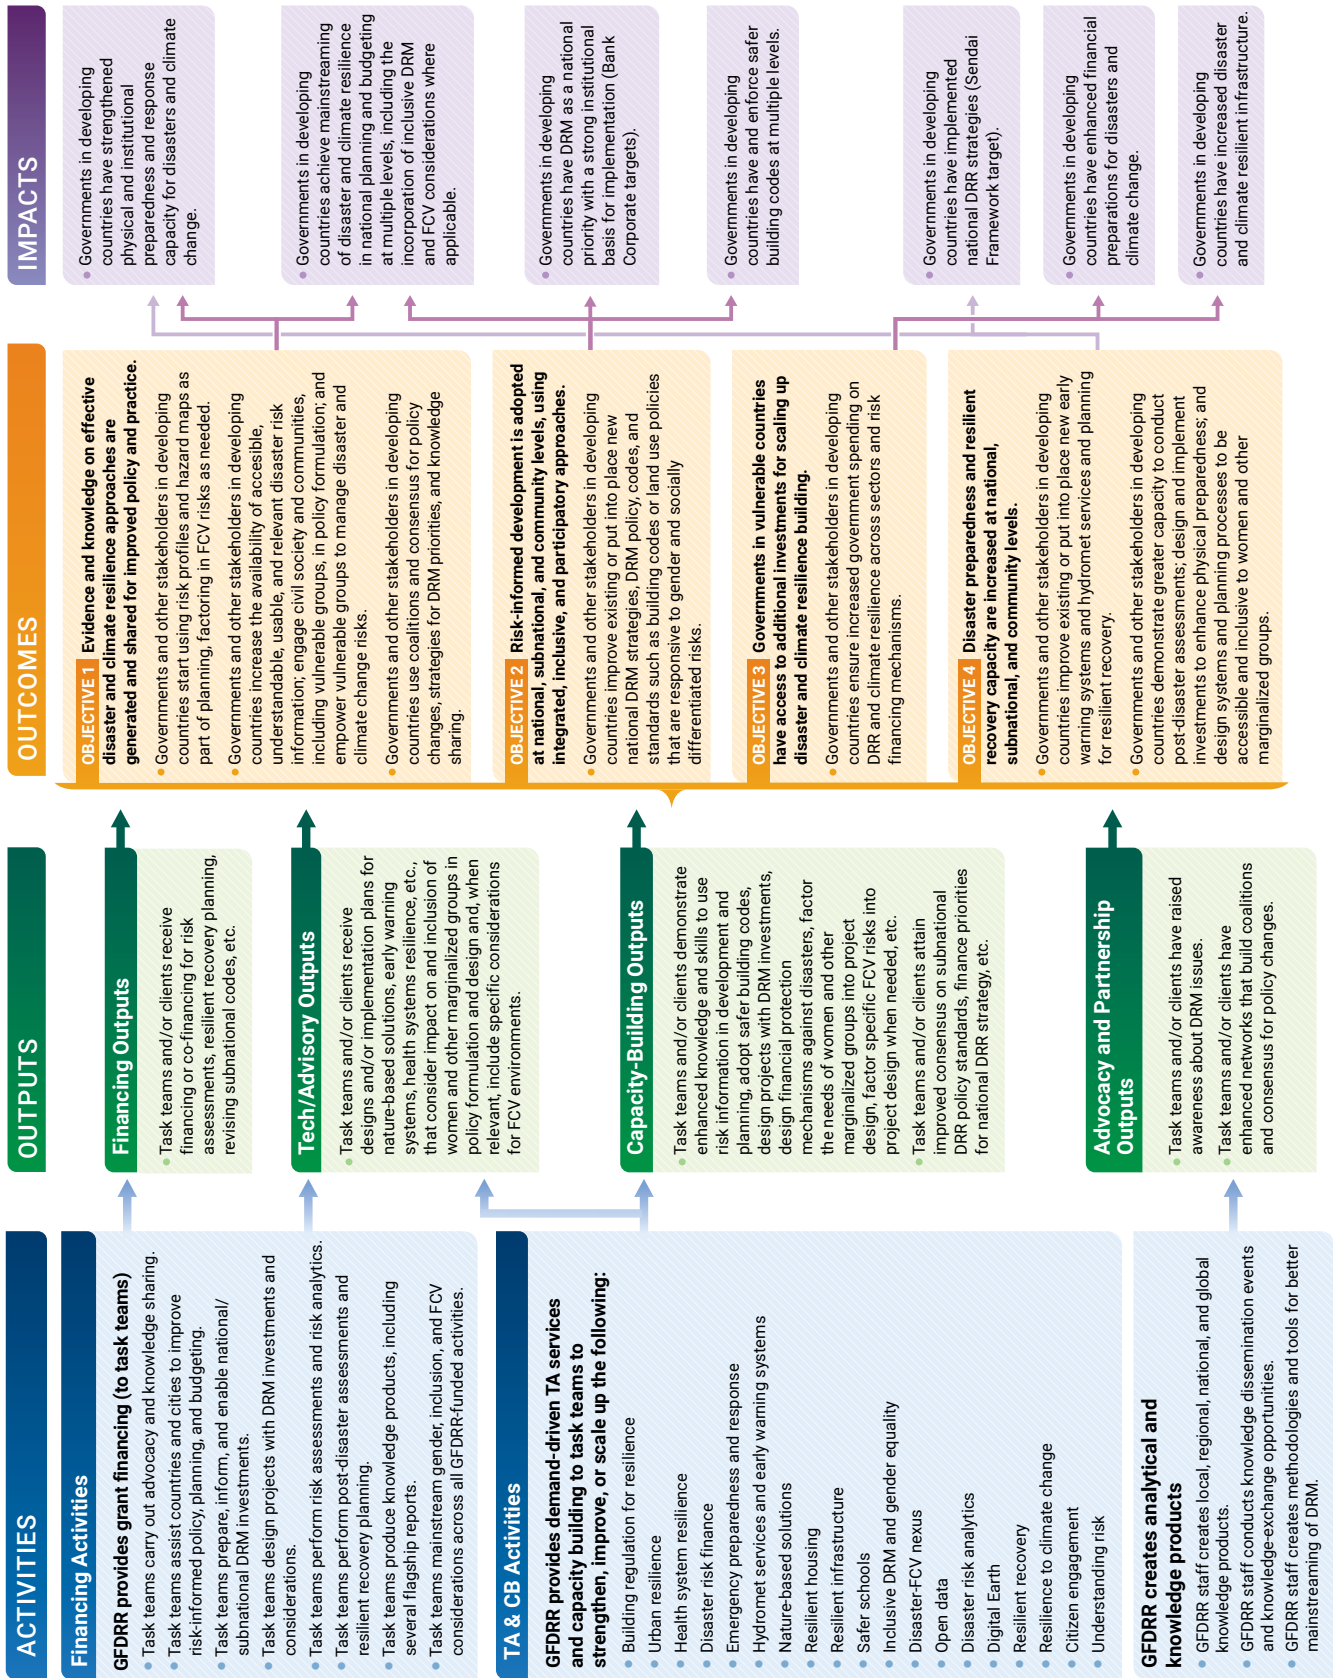 ACTIVITIES
Financing Activities
GFDRR provides grant financing (to task teams)
• Task teams carry out advocacy and knowledge sharing.
• Task teams assist countries and cities to improve
risk-informed policy, planning, and budgeting.
• Task teams prepare, inform, and enable national/
subnational DRM investments.
• Task teams design projects with DRM investments and
considerations.
• Task teams perform risk assessments and risk analytics.
• Task teams perform post-disaster assessments and
resilient recovery planning.
• Task teams produce knowledge products, including
several flagship reports.
• Task teams mainstream gender, inclusion, and FCV
considerations across all GFDRR-funded activities.
TA & CB Activities
GFDRR provides demand-driven TA services
and capacity building to task teams to
strengthen, improve, or scale up the following:
• Building regulation for resilience
• Urban resilience
• Health system resilience
• Disaster risk finance
• Emergency preparedness and response
• Hydromet services and early warning systems
• Nature-based solutions
• Resilient housing
• Resilient infrastructure
• Safer schools
• Inclusive DRM and gender equality
• Disaster-FCV nexus
• Open data
• Disaster risk analytics
• Digital Earth
• Resilient recovery
• Resilience to climate change
• Citizen engagement
• Understanding risk
GFDRR creates analytical and
knowledge products
• GFDRR staff creates local, regional, national, and global
knowledge products.
• GFDRR staff conducts knowledge dissemination events
and knowledge-exchange opportunities.
• GFDRR staff creates methodologies and tools for better
mainstreaming of DRM.
OUTPUTS
Financing Outputs
• Task teams and/or clients receive
financing or co-financing for risk
assessments, resilient recovery planning,
revising subnational codes, etc.
Tech/Advisory Outputs
• Task teams and/or clients receive
designs and/or implementation plans for
nature-based solutions, early warning
systems, health systems resilience, etc.,
that consider impact on and inclusion of
women and other marginalized groups in
policy formulation and design and, when
relevant, include specific considerations
for FCV environments.
Capacity-Building Outputs
• Task teams and/or clients demonstrate
enhanced knowledge and skills to use
risk information in development and
planning, adopt safer building codes,
design projects with DRM investments,
design financial protection
mechanisms against disasters, factor
the needs of women and other
marginalized groups into project
design, factor specific FCV risks into
project design when needed, etc.
• Task teams and/or clients attain
improved consensus on subnational
DRR policy standards, finance priorities
for national DRR strategy, etc.
Advocacy and Partnership
Outputs
• Task teams and/or clients have raised
awareness about DRM issues.
• Task teams and/or clients have
enhanced networks that build coalitions
and consensus for policy changes.
OUTCOMES
OBJECTIVE 1 Evidence and knowledge on effective
disaster and climate resilience approaches are
generated and shared for improved policy and practice.
• Governments and other stakeholders in developing
countries start using risk profiles and hazard maps as
part of planning, factoring in FCV risks as needed.
• Governments and other stakeholders in developing
countries increase the availability of accesible,
understandable, usable, and relevant disaster risk
information; engage civil society and communities,
including vulnerable groups, in policy formulation; and
empower vulnerable groups to manage disaster and
climate change risks.
• Governments and other stakeholders in developing
countries use coalitions and consensus for policy
changes, strategies for DRM priorities, and knowledge
sharing.
OBJECTIVE 2 Risk-informed development is adopted
at national, subnational, and community levels, using
integrated, inclusive, and participatory approaches.
• Governments and other stakeholders in developing
countries improve existing or put into place new
national DRM strategies, DRM policy, codes, and
standards such as building codes or land use policies
that are responsive to gender and socially
differentiated risks.
OBJECTIVE 3 Governments in vulnerable countries
have access to additional investments for scaling up
disaster and climate resilience building.
• Governments and other stakeholders in developing
countries ensure increased government spending on
DRR and climate resilience across sectors and risk
financing mechanisms.
OBJECTIVE 4 Disaster preparedness and resilient
recovery capacity are increased at national,
subnational, and community levels.
• Governments and other stakeholders in developing
countries improve existing or put into place new early
warning systems and hydromet services and planning
for resilient recovery.
• Governments and other stakeholders in developing
countries demonstrate greater capacity to conduct
post-disaster assessments; design and implement
investments to enhance physical preparedness; and
design systems and planning processes to be
accessible and inclusive to women and other
marginalized groups.
IMPACTS
• Governments in developing
countries have strengthened
physical and institutional
preparedness and response
capacity for disasters and climate
change.
• Governments in developing
countries achieve mainstreaming
of disaster and climate resilience
in national planning and budgeting
at multiple levels, including the
incorporation of inclusive DRM
and FCV considerations where
applicable.
• Governments in developing
countries have DRM as a national
priority with a strong institutional
basis for implementation (Bank
Corporate targets).
• Governments in developing
countries have and enforce safer
building codes at multiple levels.
• Governments in developing
countries have implemented
national DRR strategies (Sendai
Framework target).
• Governments in developing
countries have enhanced financial
preparations for disasters and
climate change.
• Governments in developing
countries have increased disaster
and climate resilient infrastructure.